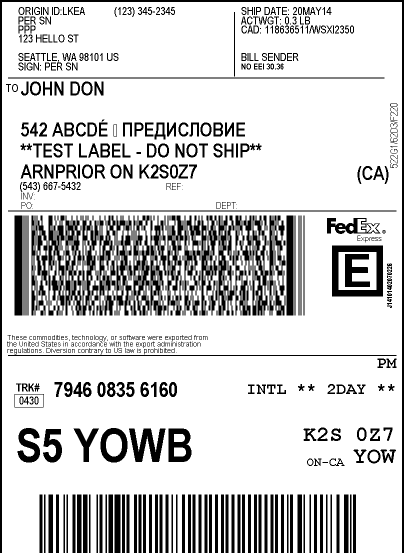 ORIGIN ID:LKEA (123) 345-2345
PER SN
PPP
123 HELLO ST
SEATTLE, WA 98101 US
SIGN: PER SN
SHIP DATE: 20MAY14
ACTWGT: 0.3 LB
CAD: 118636511/WSXI2350
BILL SENDER
NO EEI 30.36
TO JOHN DON
542 ABCDÉ ▯ ПРЕДИСЛОВИЕ
**TEST LABEL - DO NOT SHIP**
ARNPRIOR ON K2S0Z7
(CA)
(543) 667-5432 REF:
INV:
PO: DEPT:
522G1/62D3/F220
FedEx.
Express
E
J14101402070226
These commodities, technology, or software were exported from
the United States in accordance with the export administration
regulations. Diversion contrary to US law is prohibited.
PM
TRK# 7946 0835 6160 INTL ** 2DAY **
0430
S5 YOWB
K2S 0Z7
ON-CA YOW